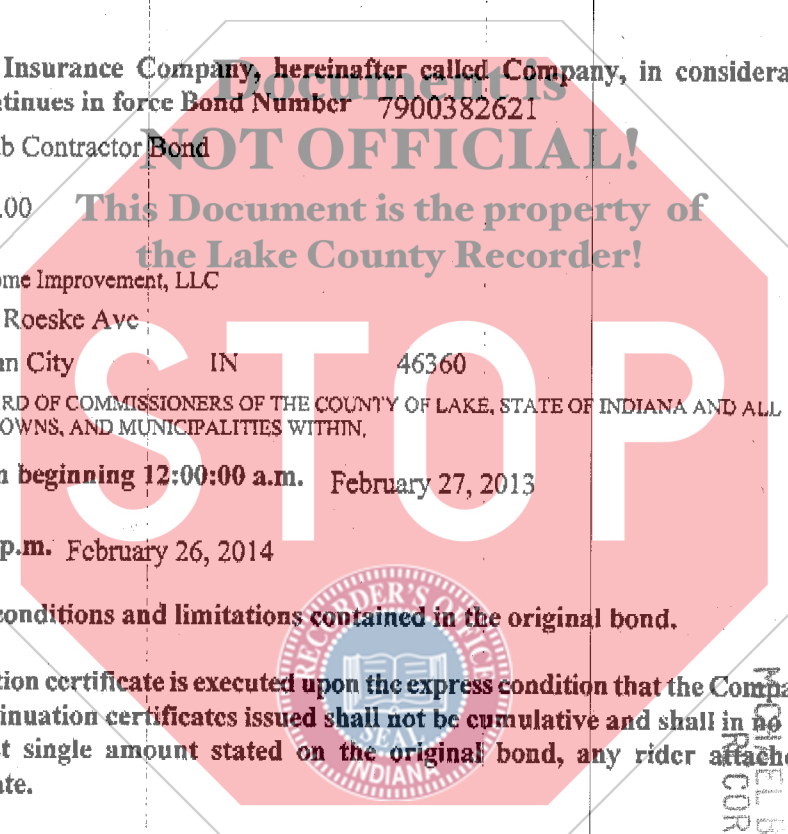 Document is
Insurance Company, hereinafter called Company, in considera
tinues in force Bond Number 7900382621
NOT OFFICIAL!
b Contractor Bond
.00
This Document is the property of
the Lake County Recorder!
ome Improvement, LLC
Roeske Ave
an City IN 46360
RD OF COMMISSIONERS OF THE COUNTY OF LAKE, STATE OF INDIANA AND ALL
OWNS, AND MUNICIPALITIES WITHIN,
STOP
n beginning 12:00:00 a.m. February 27, 2013
p.m. February 26, 2014
conditions and limitations contained in the original bond.
RECORDER'S OFFICE
SEAL
INDIANA
tion certificate is executed upon the express condition that the Compa
inuation certificates issued shall not be cumulative and shall in no
t single amount stated on the original bond, any rider attache
ate.